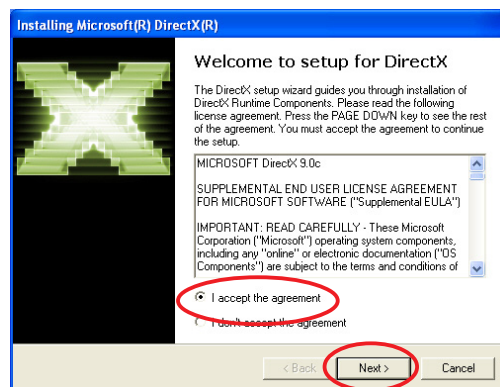 Installing Microsoft(R) DirectX(R)
Welcome to setup for DirectX
The DirectX setup wizard guides you through installation of
DirectX Runtime Components. Please read the following
license agreement. Press the PAGE DOWN key to see the rest
of the agreement. You must accept the agreement to continue
the setup.
MICROSOFT DirectX 9.0c
SUPPLEMENTAL END USER LICENSE AGREEMENT
FOR MICROSOFT SOFTWARE ("Supplemental EULA")
IMPORTANT: READ CAREFULLY - These Microsoft
Corporation ("Microsoft") operating system components,
including any "online" or electronic documentation ("OS
Components") are subject to the terms and conditions of
I accept the agreement
I don't accept the agreement
< Back
Next >
Cancel